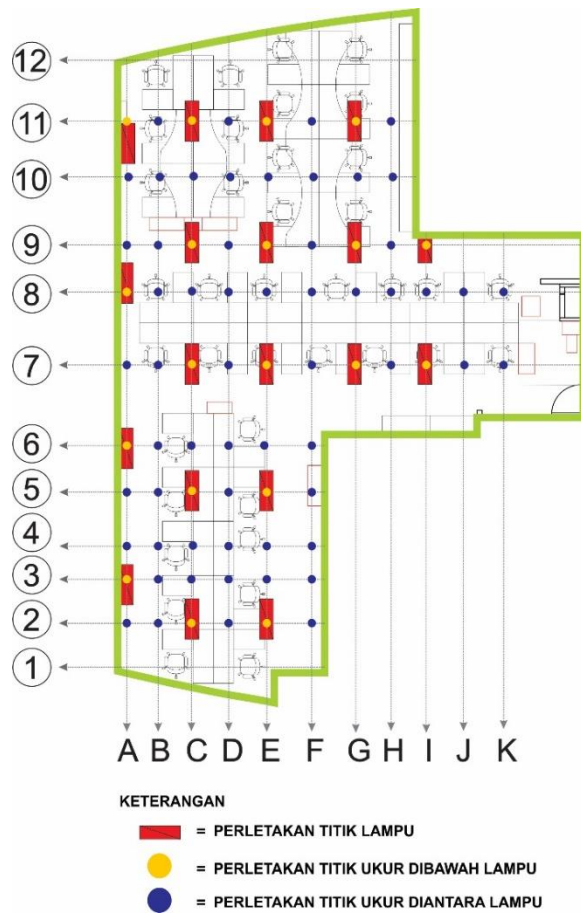 12
11
10
9
8
7
6
5
4
3
2
1
A B C D E F G H I J K
KETERANGAN
= PERLETAKAN TITIK LAMPU
= PERLETAKAN TITIK UKUR DIBAWAH LAMPU
= PERLETAKAN TITIK UKUR DIANTARA LAMPU